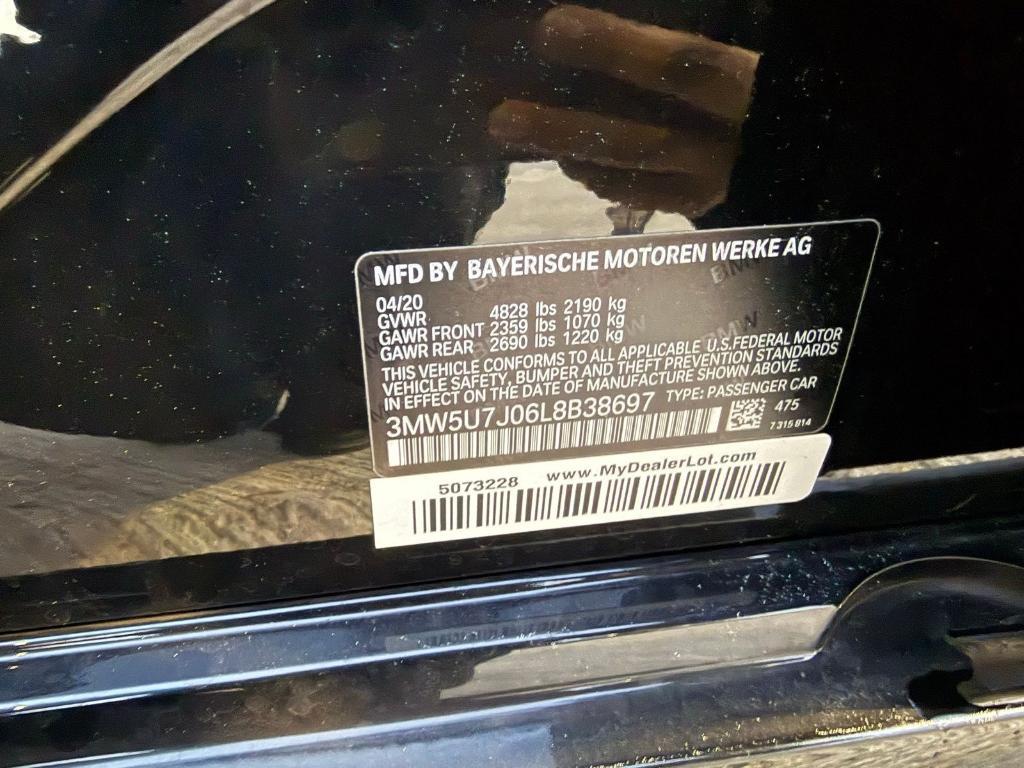 MFD BY BAYERISCHE MOTOREN WERKE AG
04/20
GVWR 4828 lbs 2190 kg
GAWR FRONT 2359 lbs 1070 kg
GAWR REAR 2690 lbs 1220 kg
THIS VEHICLE CONFORMS TO ALL APPLICABLE U.S.FEDERAL MOTOR
VEHICLE SAFETY, BUMPER AND THEFT PREVENTION STANDARDS
IN EFFECT ON THE DATE OF MANUFACTURE SHOWN ABOVE.
3MW5U7J06L8B38697 TYPE: PASSENGER CAR
475
7 315 814
5073228 www.MyDealerLot.com